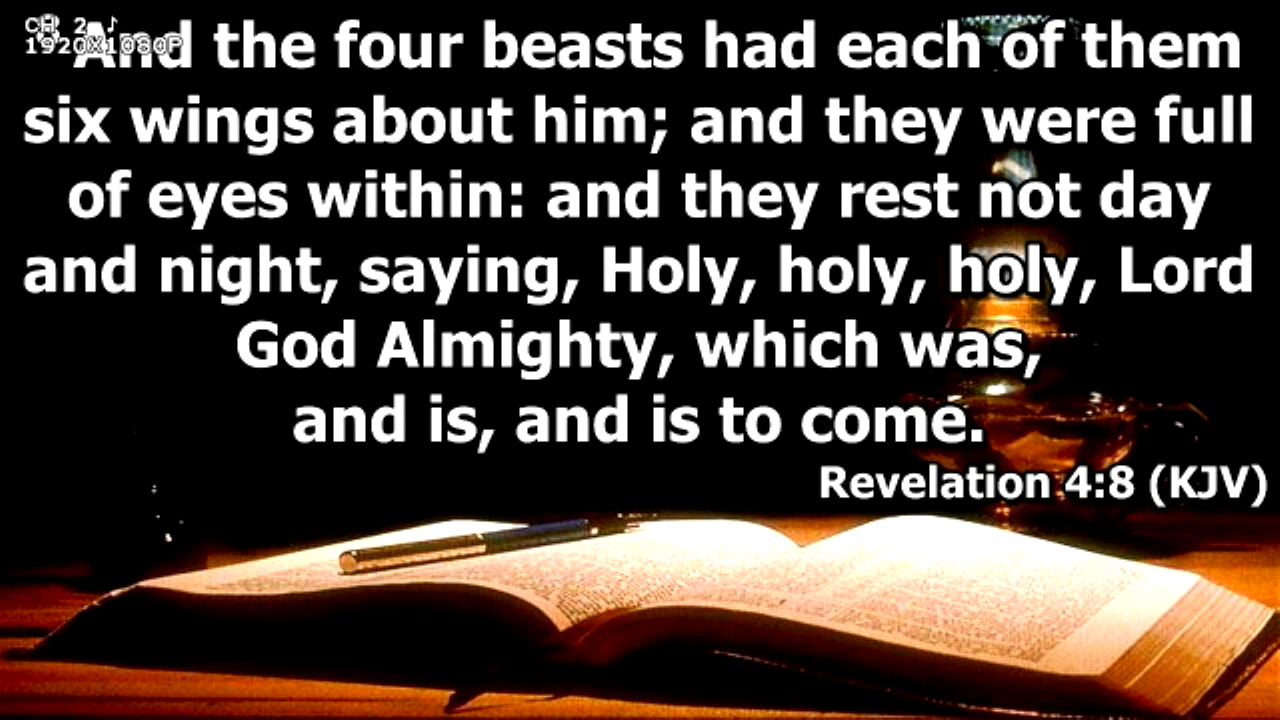 CH 2 ♪
1920X1080P
And the four beasts had each of them
six wings about him; and they were full
of eyes within: and they rest not day
and night, saying, Holy, holy, holy, Lord
God Almighty, which was,
and is, and is to come.
Revelation 4:8 (KJV)